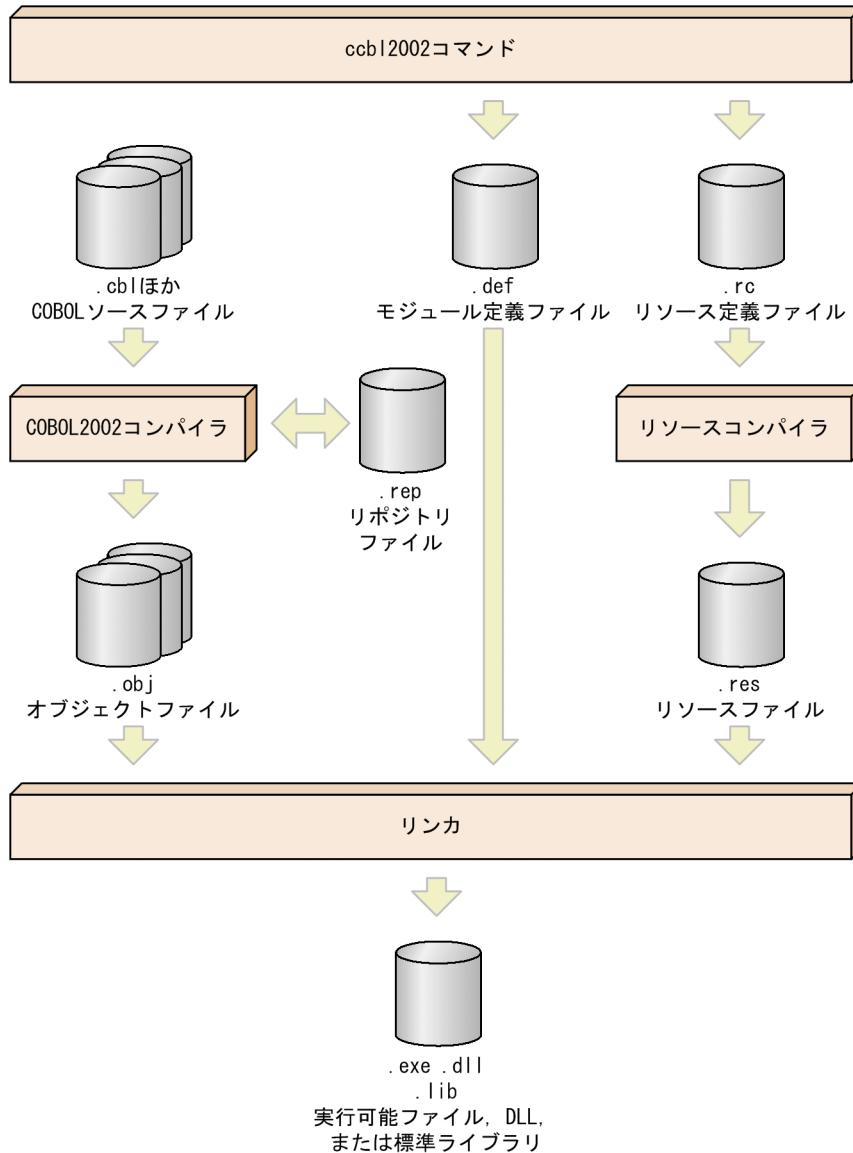 ccbl2002コマンド
.cblほか
COBOLソースファイル
.def
モジュール定義ファイル
.rc
リソース定義ファイル
COBOL2002コンパイラ
.rep
リポジトリ
ファイル
リソースコンパイラ
.obj
オブジェクトファイル
.res
リソースファイル
リンカ
.exe .dll
.lib
実行可能ファイル, DLL,
または標準ライブラリ